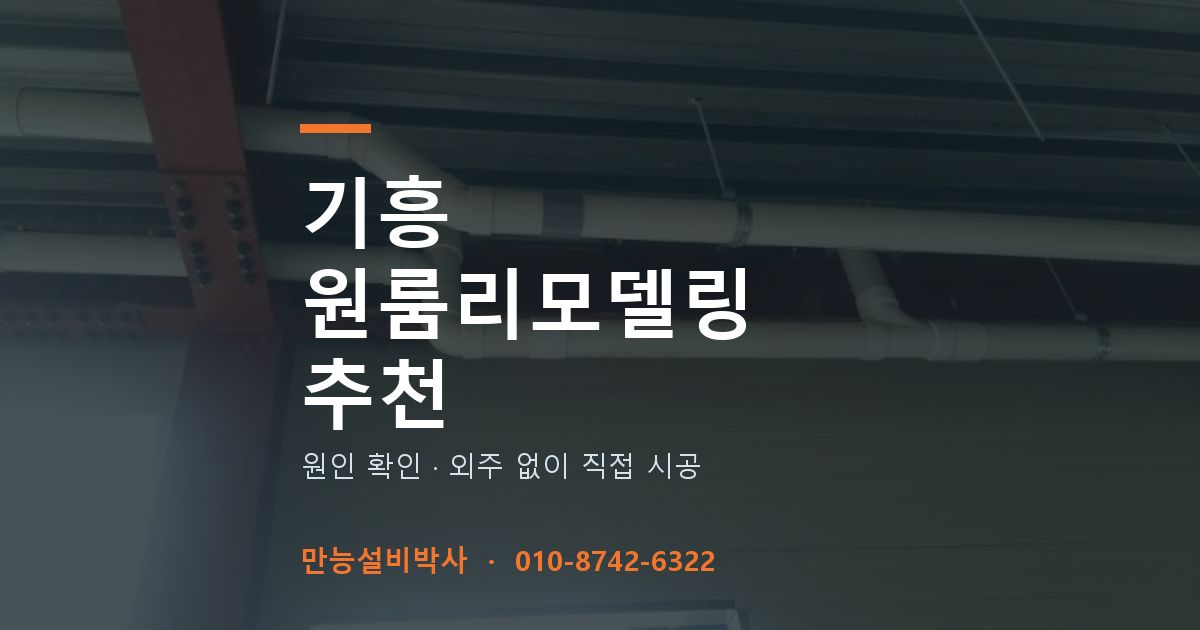 기흥
원룸리모델링
추천
원인 확인 · 외주 없이 직접 시공
만능설비박사 · 010-8742-6322